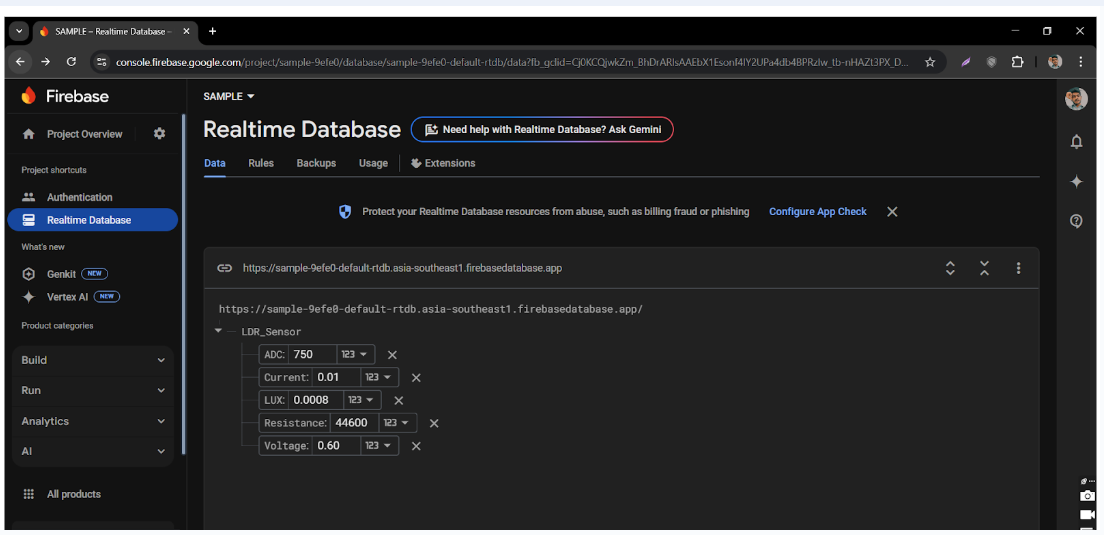 SAMPLE – Realtime Database –
console.firebase.google.com/project/sample-9efe0/database/sample-9efe0-default-rtdb/data?fb_gclid=
Firebase
Project Overview
Project shortcuts
Authentication
Realtime Database
What's new
Genkit NEW
Vertex AI NEW
Product categories
Build
Run
Analytics
AI
All products
SAMPLE
Realtime Database
Need help with Realtime Database? Ask Gemini
Data Rules Backups Usage Extensions
Protect your Realtime Database resources from abuse, such as billing fraud or phishing Configure App Check
https://sample-9efe0-default-rtdb.asia-southeast1.firebasedatabase.app
https://sample-9efe0-default-rtdb.asia-southeast1.firebasedatabase.app/
LDR_Sensor
ADC: 750 123
Current: 0.01 123
LUX: 0.0008 123
Resistance: 44600 123
Voltage: 0.60 123